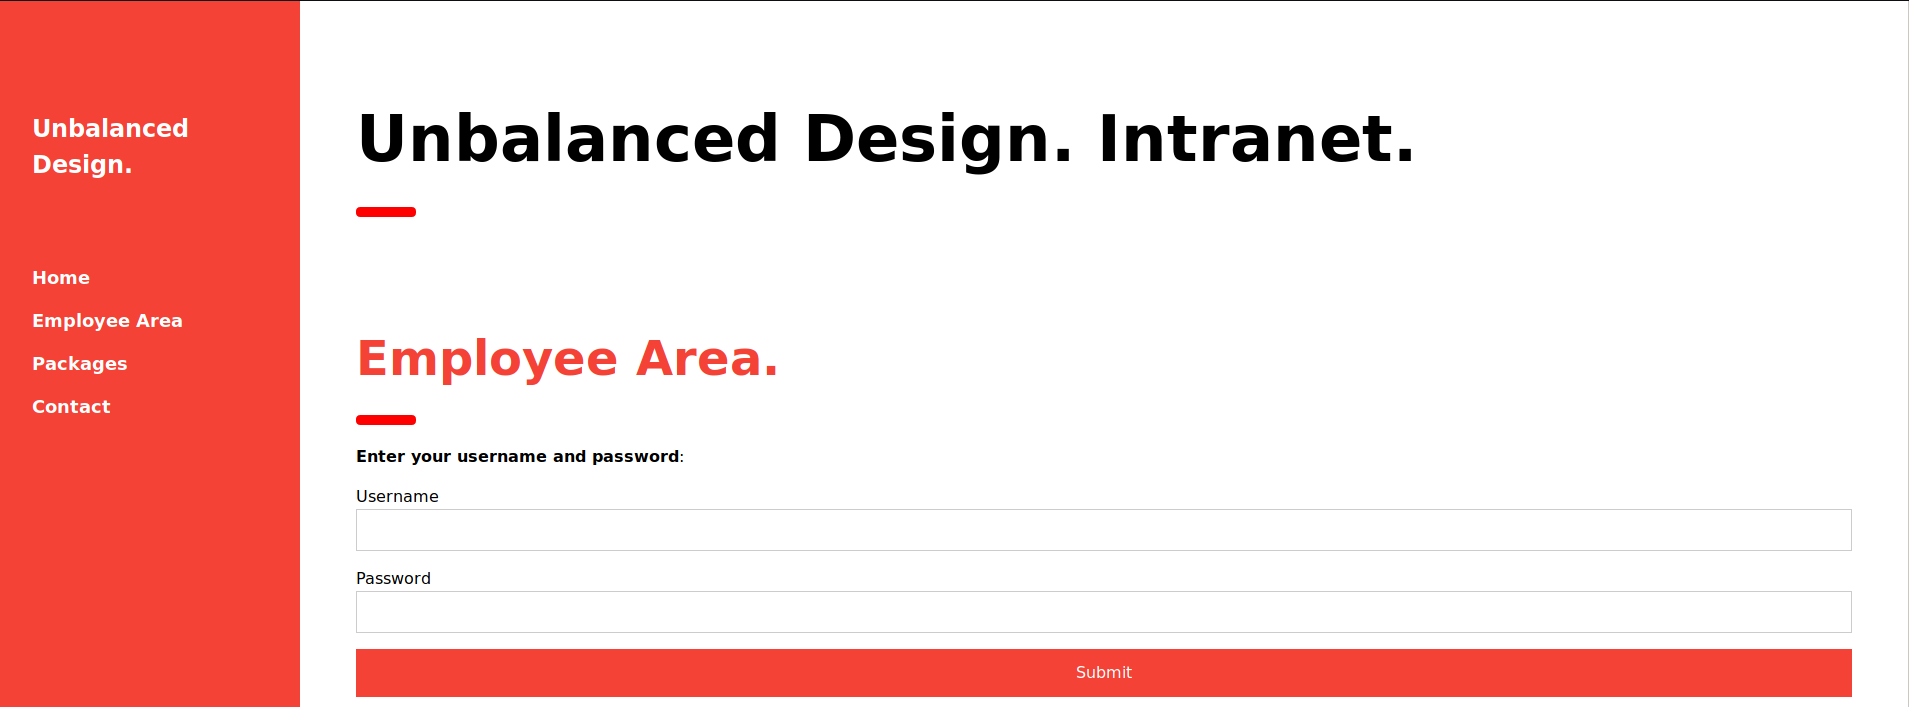 Unbalanced
Design.
Home
Employee Area
Packages
Contact
Unbalanced Design. Intranet.
Employee Area.
Enter your username and password:
Username
Password
Submit